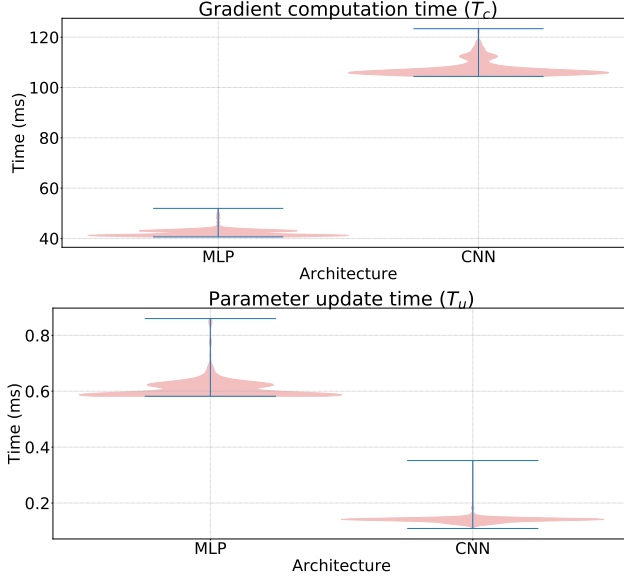 Gradient computation time (T_c)
120
100
80
60
40
Time (ms)
MLP
CNN
Architecture
Parameter update time (T_u)
0.8
0.6
0.4
0.2
Time (ms)
MLP
CNN
Architecture